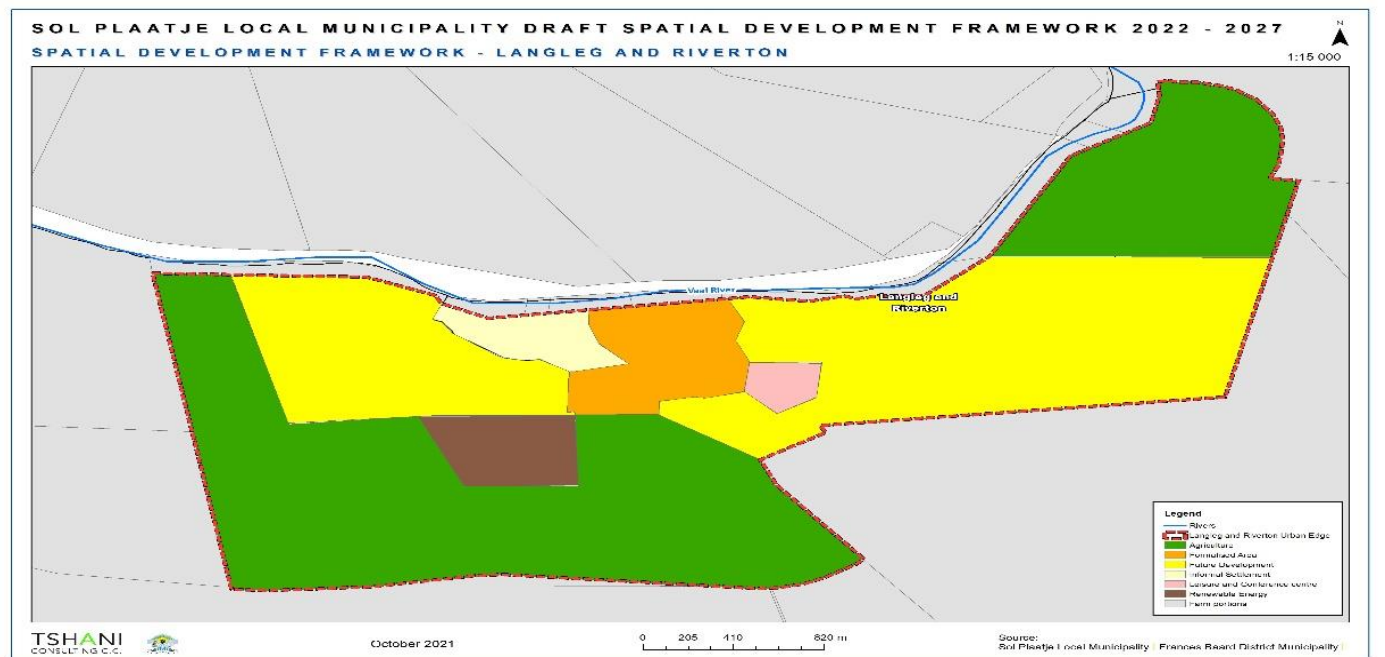 SOL PLAATJE LOCAL MUNICIPALITY DRAFT SPATIAL DEVELOPMENT FRAMEWORK 2022 - 2027
SPATIAL DEVELOPMENT FRAMEWORK - LANGLEG AND RIVERTON
N
1:15 000
Vaal River
Langleg and
Riverton
Legend
Rivers
Langleg and Riverton Urban Edge
Agriculture
Formalised Area
Future Development
Informal Settlement
Leisure and Conference centre
Renewable Energy
Farm portions
TSHANI
CONSULTING C.C.
October 2021
0 205 410 820 m
Source:
Sol Plaatje Local Municipality | Frances Baard District Municipality |